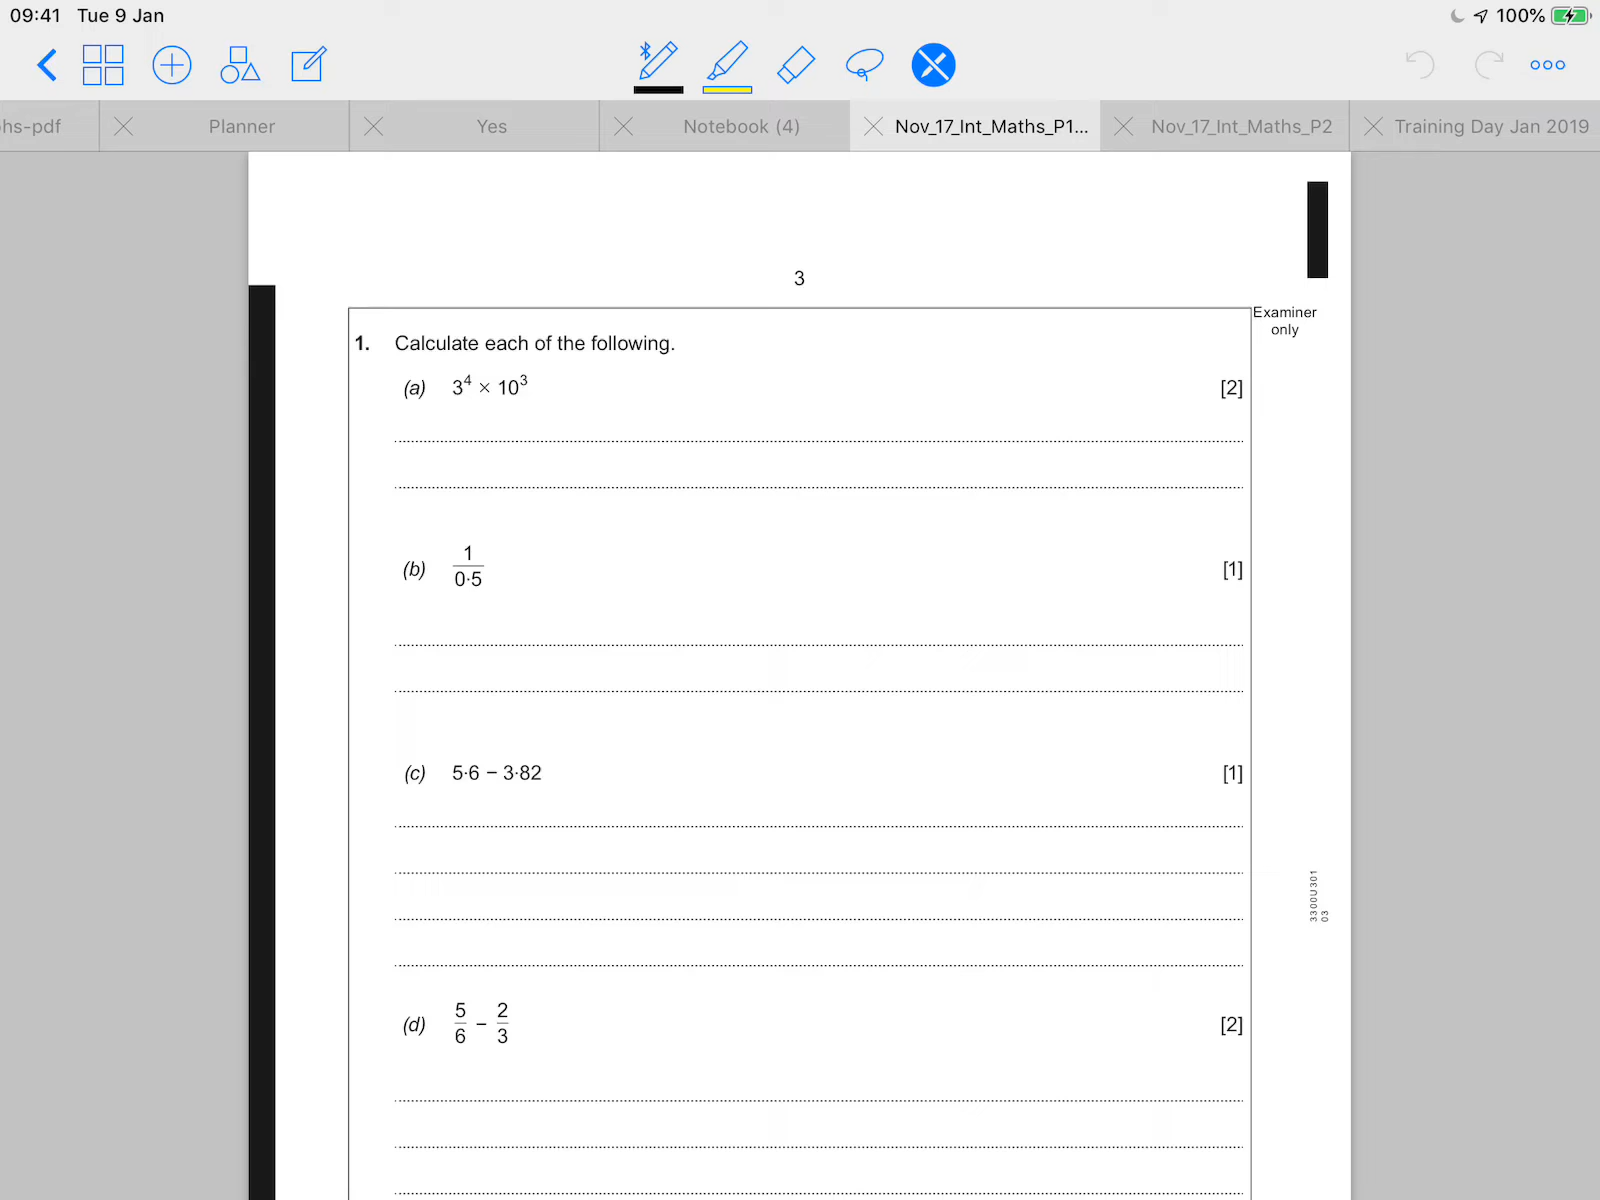 09:41 Tue 9 Jan 100%
hs-pdf Planner Yes Notebook (4) Nov_17_Int_Maths_P1... Nov_17_Int_Maths_P2 Training Day Jan 2019
3
Examiner
only
1. Calculate each of the following.
(a) 3⁴ × 10³ [2]
(b) 1/0·5 [1]
(c) 5·6 – 3·82 [1]
3300U301
03
(d) 5/6 – 2/3 [2]